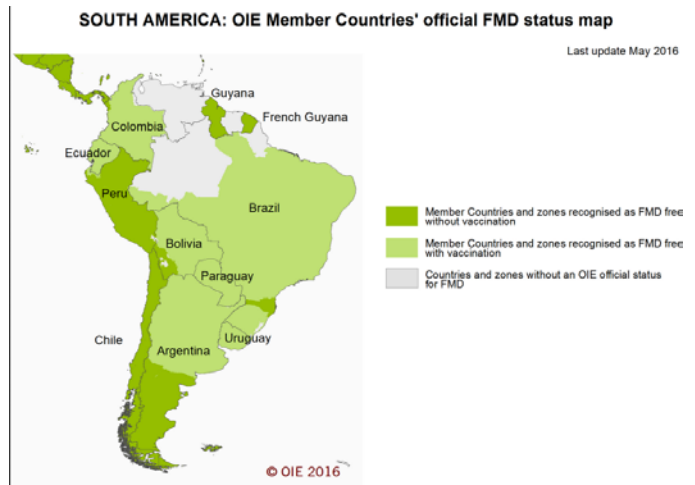 SOUTH AMERICA: OIE Member Countries' official FMD status map
Last update May 2016
Guyana
French Guyana
Colombia
Ecuador
Peru
Brazil
Bolivia
Paraguay
Chile
Argentina
Uruguay
Member Countries and zones recognised as FMD free
without vaccination
Member Countries and zones recognised as FMD free
with vaccination
Countries and zones without an OIE official status
for FMD
© OIE 2016